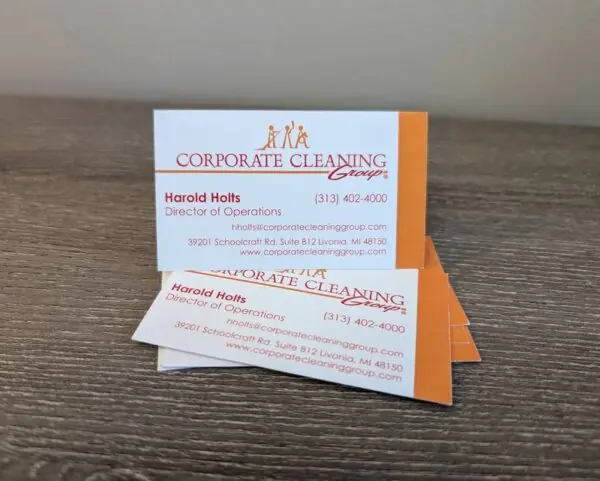 CORPORATE CLEANING
Group
Harold Holts (313) 402-4000
Director of Operations
hholts@corporatecleaninggroup.com
39201 Schoolcraft Rd. Suite B12 Livonia, MI 48150
www.corporatecleaninggroup.com
CORPORATE CLEANING
Group
Harold Holts (313) 402-4000
Director of Operations
hholts@corporatecleaninggroup.com
39201 Schoolcraft Rd. Suite B12 Livonia, MI 48150
www.corporatecleaninggroup.com